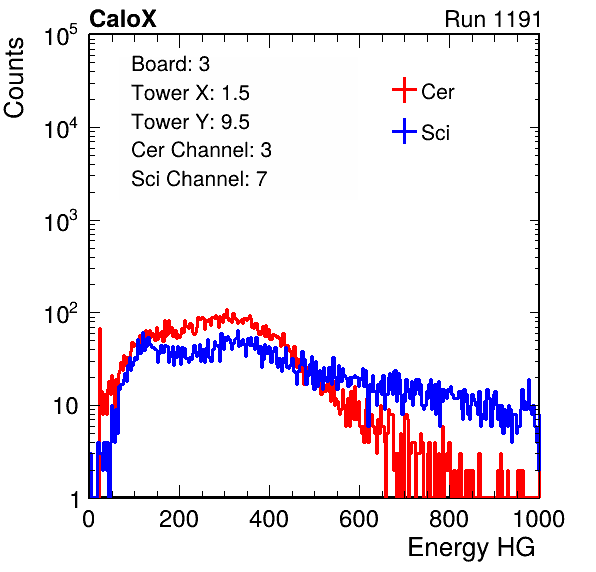 CaloX Run 1191
Counts
Board: 3
Tower X: 1.5
Tower Y: 9.5
Cer Channel: 3
Sci Channel: 7
Cer
Sci
10^5
10^4
10^3
10^2
10
1
0 200 400 600 800 1000
Energy HG